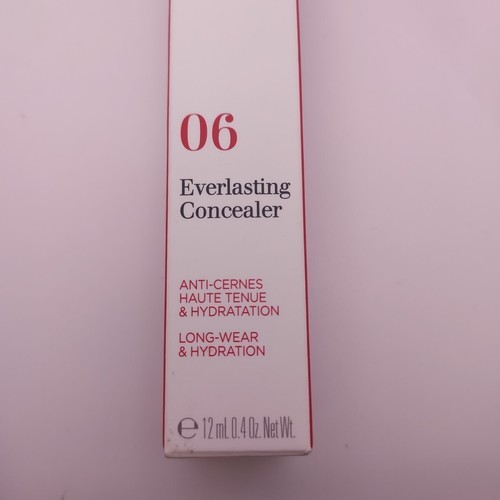 06
Everlasting
Concealer
ANTI-CERNES
HAUTE TENUE
& HYDRATATION
LONG-WEAR
& HYDRATION
℮ 12 mL 0.4 Oz. Net Wt.